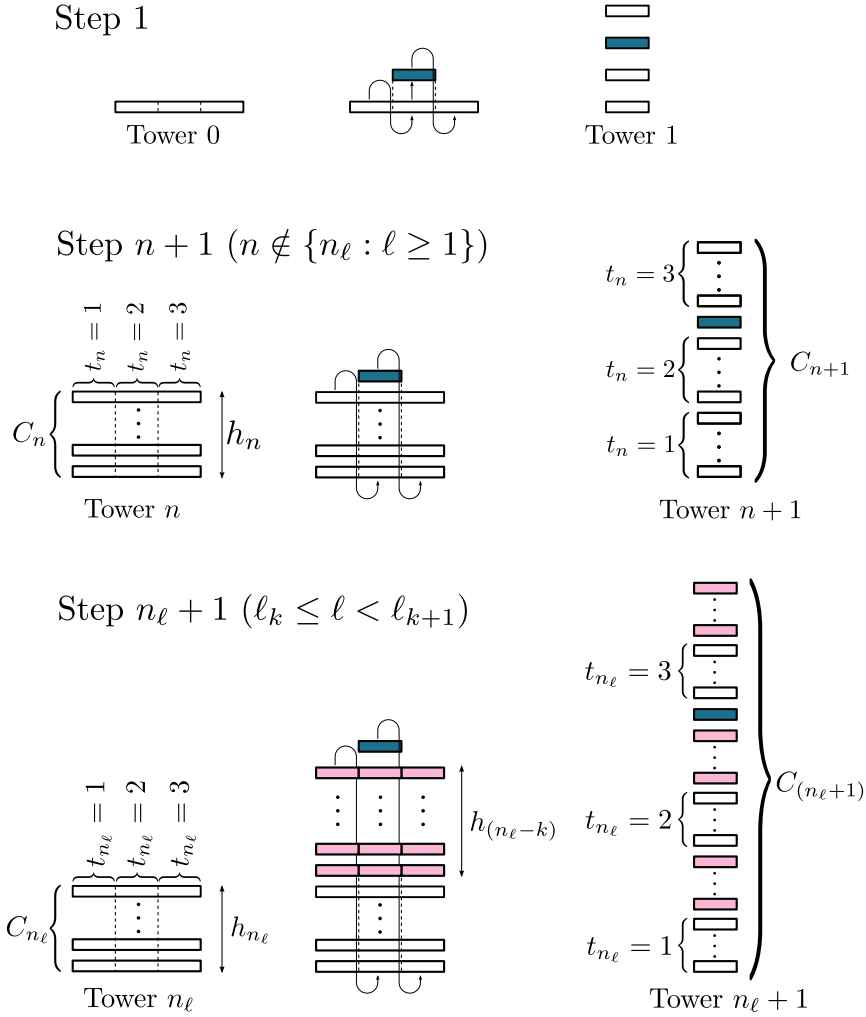 Step 1
Tower 0
Tower 1
Step n + 1 (n ∉ {n_ℓ : ℓ ≥ 1})
t_n = 1
t_n = 2
t_n = 3
C_n
h_n
Tower n
t_n = 3
t_n = 2
t_n = 1
C_{n+1}
Tower n + 1
Step n_ℓ + 1 (ℓ_k ≤ ℓ < ℓ_{k+1})
t_{n_ℓ} = 1
t_{n_ℓ} = 2
t_{n_ℓ} = 3
C_{n_ℓ}
h_{n_ℓ}
Tower n_ℓ
h_{(n_ℓ−k)}
t_{n_ℓ} = 3
t_{n_ℓ} = 2
t_{n_ℓ} = 1
C_{(n_ℓ+1)}
Tower n_ℓ + 1